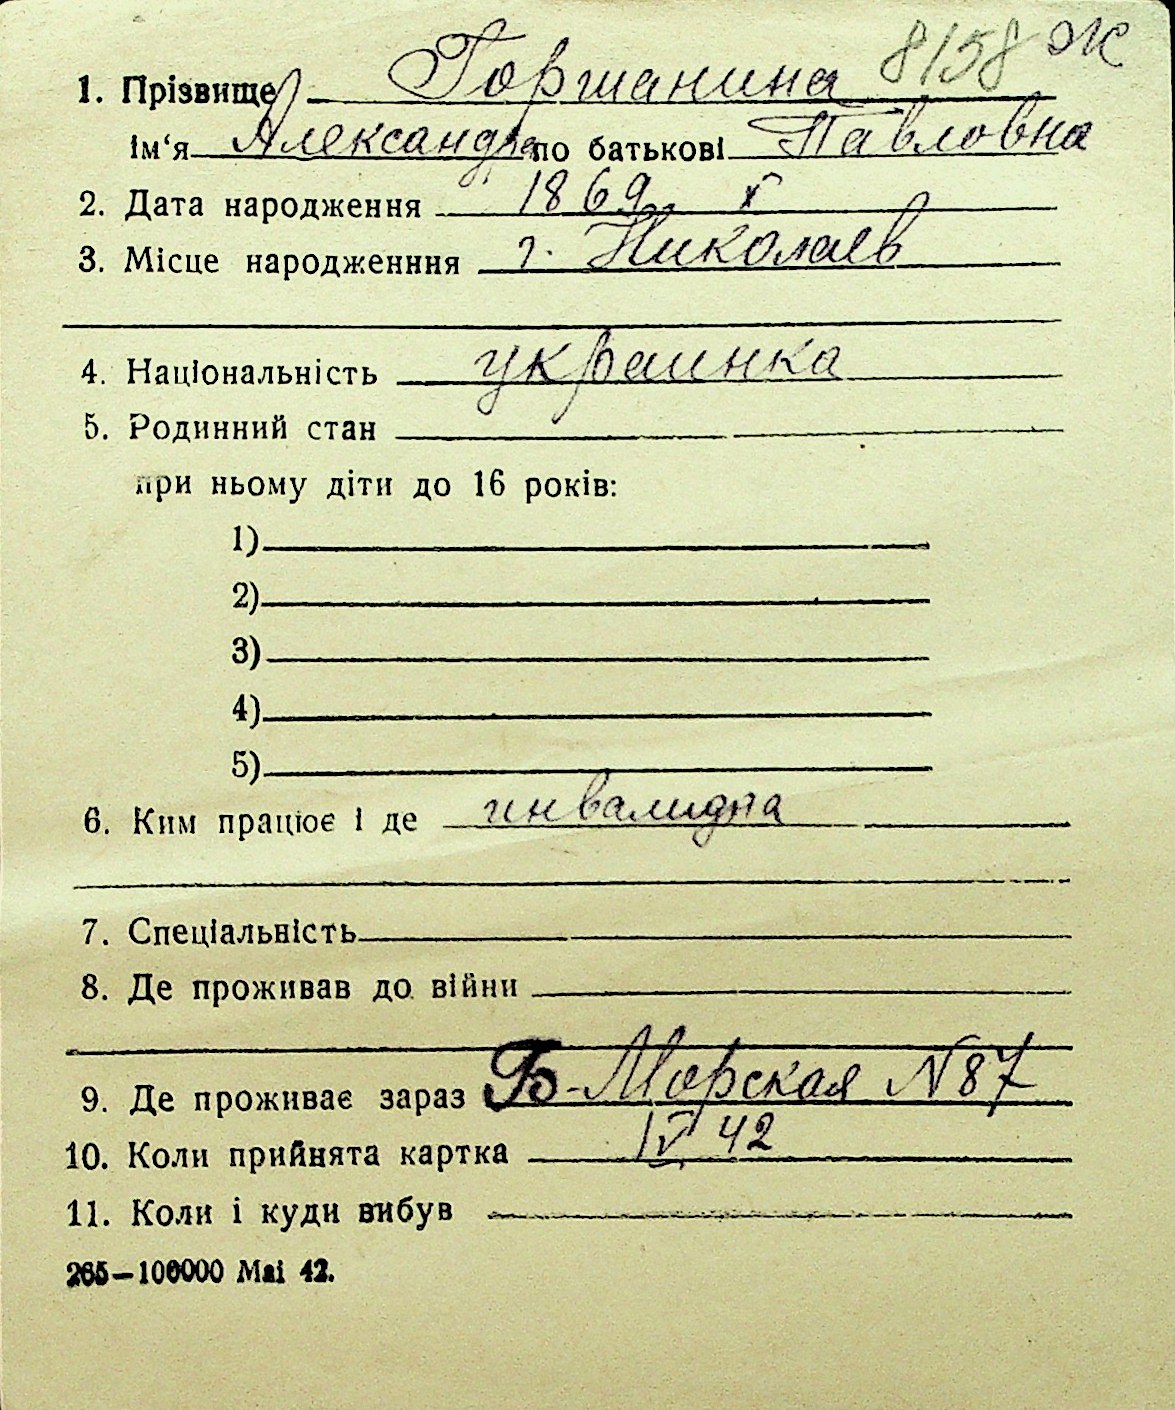 8158 Ж
1. Прізвище Горшанина
Ім‘я Александра по батькові Павловна
2. Дата народження 1869 X
3. Місце народженння г. Николаев
4. Національність украинка
5. Родинний стан
при ньому діти до 16 років:
1)
2)
3)
4)
5)
6. Ким працює і де инвалидна
7. Спеціальність
8. Де проживав до війни
9. Де проживає зараз Б-Морская N 87
10. Коли прийнята картка IV 42
11. Коли і куди вибув
265—100000 Mai 42.